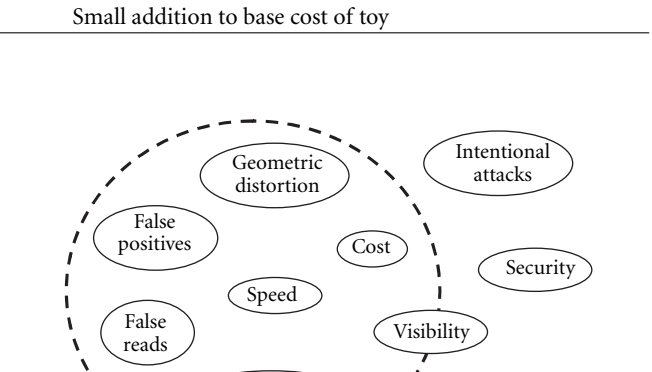 Small addition to base cost of toy
Geometric
distortion
Intentional
attacks
False
positives
Cost
Security
Speed
False
reads
Visibility